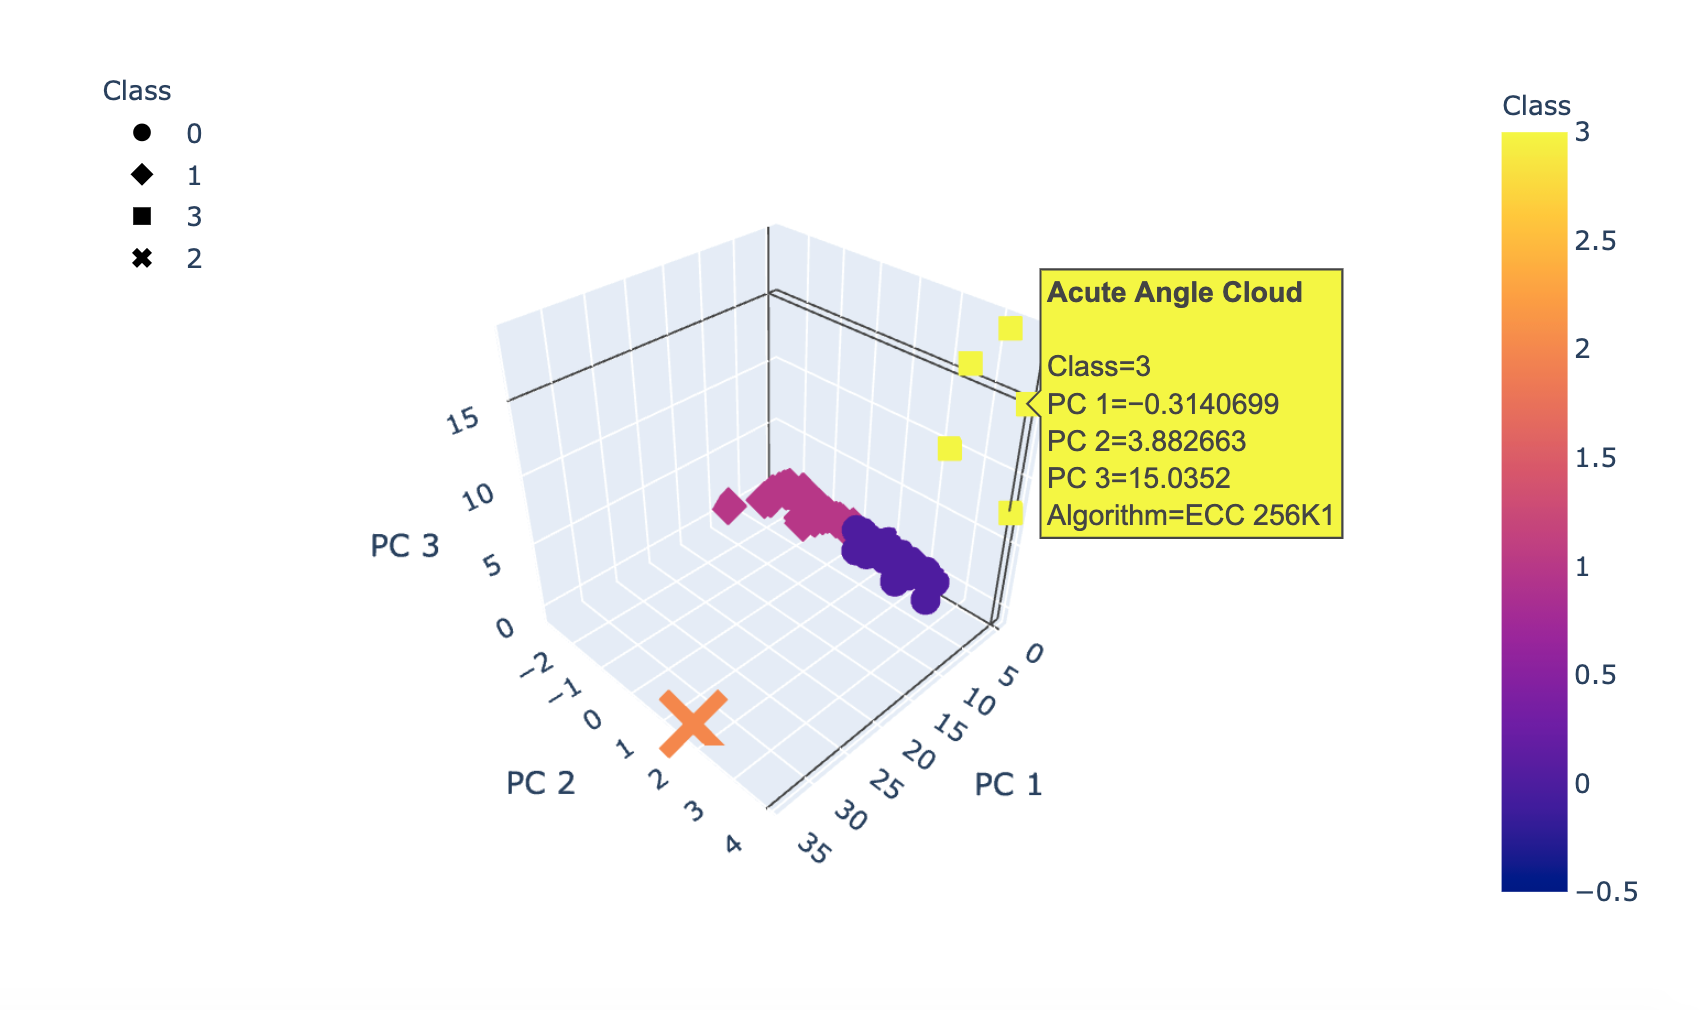 Class
0
1
3
2
Class
3
2.5
2
1.5
1
0.5
0
−0.5
Acute Angle Cloud
Class=3
PC 1=−0.3140699
PC 2=3.882663
PC 3=15.0352
Algorithm=ECC 256K1
15
10
5
0
PC 3
−2
−1
0
1
2
3
4
PC 2
0
5
10
15
20
25
30
35
PC 1